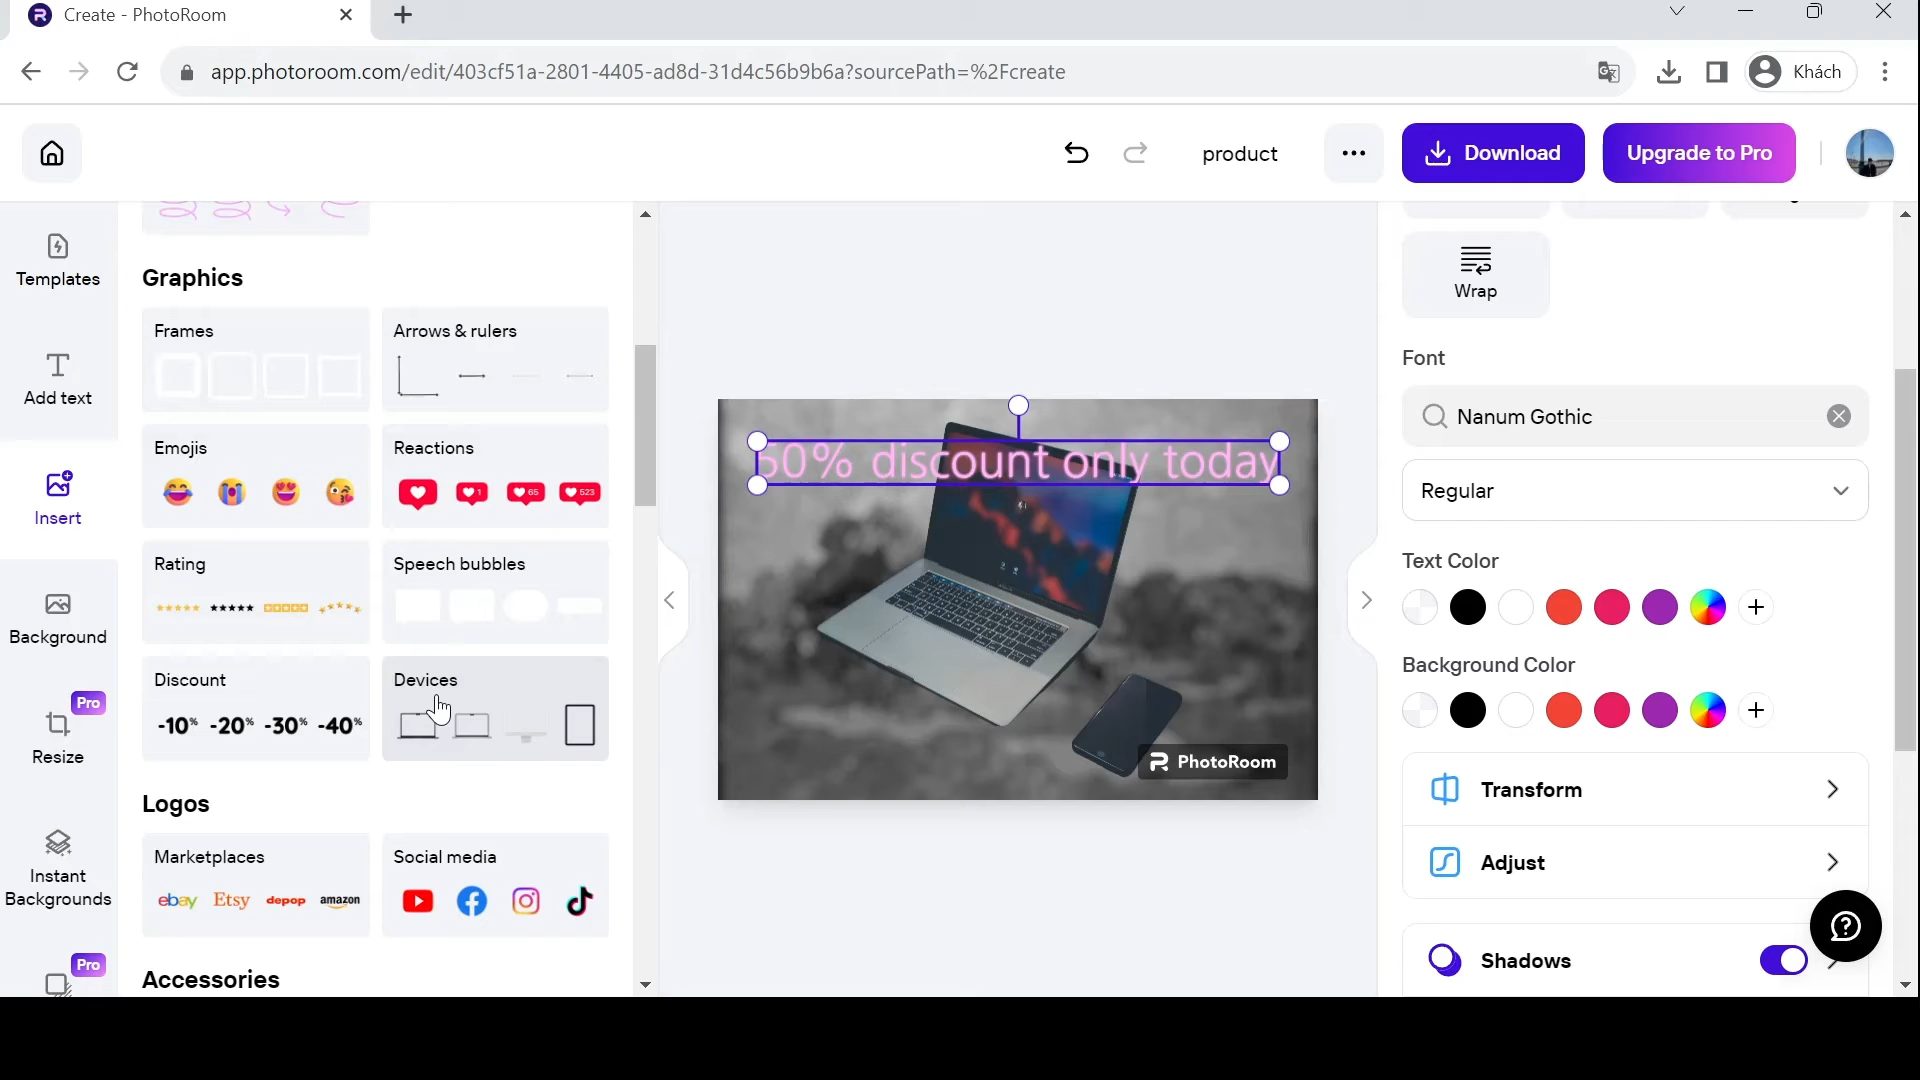 Create - PhotoRoom
app.photoroom.com/edit/403cf51a-2801-4405-ad8d-31d4c56b9b6a?sourcePath=%2Fcreate
Khách
product
Download
Upgrade to Pro
Templates
Add text
Insert
Background
Pro
Resize
Instant
Backgrounds
Pro
Graphics
Frames
Arrows & rulers
Emojis
Reactions
1
65
523
Rating
Speech bubbles
Discount
-10% -20% -30% -40%
Devices
Logos
Marketplaces
ebay Etsy depop amazon
Social media
Accessories
50% discount only today
PhotoRoom
Wrap
Font
Nanum Gothic
Regular
Text Color
Background Color
Transform
Adjust
Shadows